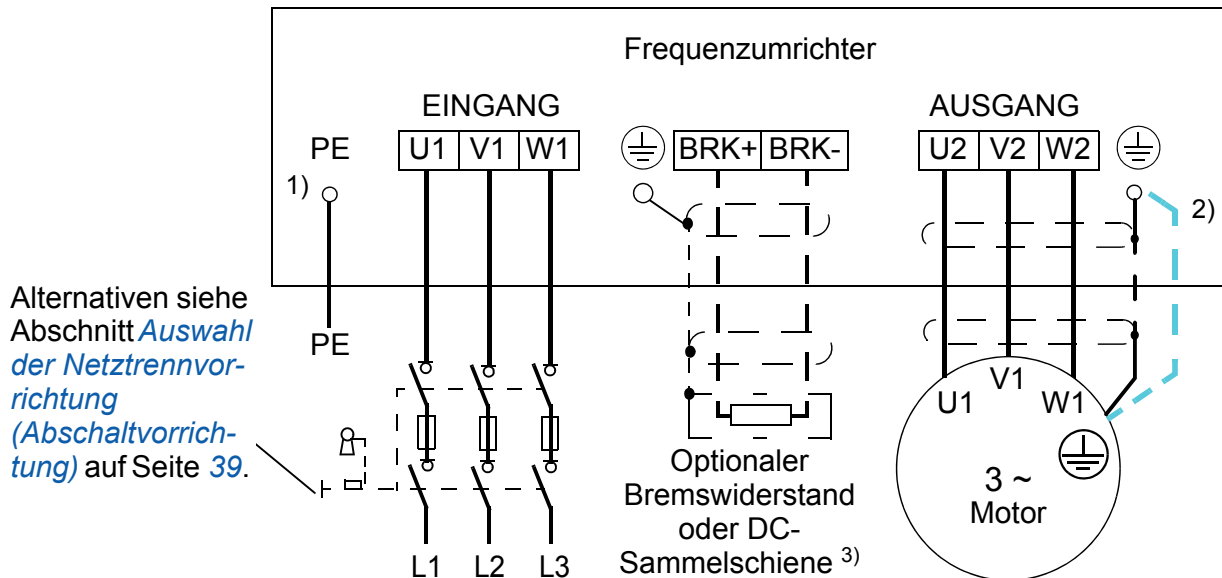 Frequenzumrichter
EINGANG
AUSGANG
PE
U1 V1 W1
BRK+ BRK-
U2 V2 W2
1)
2)
Alternativen siehe
Abschnitt Auswahl
der Netztrennvor-
richtung
(Abschaltvorrich-
tung) auf Seite 39.
PE
U1
V1
W1
3 ~
Motor
Optionaler
Bremswiderstand
oder DC-
Sammelschiene 3)
L1 L2 L3